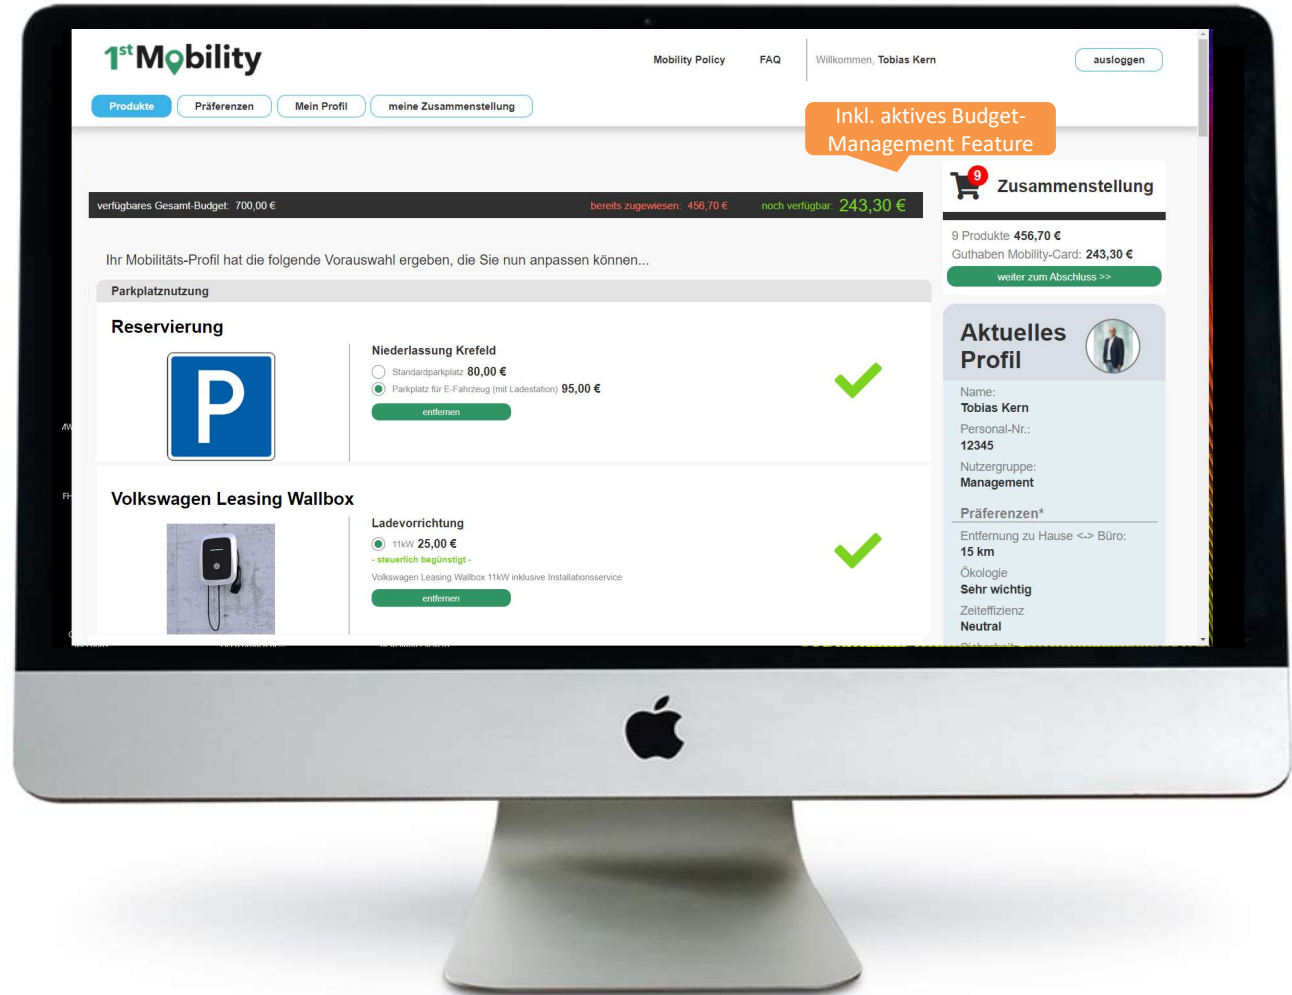 1st Mobility
Mobility Policy
FAQ
Willkommen, Tobias Kern
ausloggen
Produkte
Präferenzen
Mein Profil
meine Zusammenstellung
Inkl. aktives Budget-
Management Feature
verfügbares Gesamt-Budget: 700,00 €
bereits zugewiesen: 456,70 €
noch verfügbar: 243,30 €
9
Zusammenstellung
9 Produkte 456,70 €
Guthaben Mobility-Card: 243,30 €
weiter zum Abschluss >>
Ihr Mobilitäts-Profil hat die folgende Vorauswahl ergeben, die Sie nun anpassen können...
Parkplatznutzung
Reservierung
P
Niederlassung Krefeld
Standardparkplatz 80,00 €
Parkplatz für E-Fahrzeug (mit Ladestation) 95,00 €
entfernen
Volkswagen Leasing Wallbox
Ladevorrichtung
11kW 25,00 €
- steuerlich begünstigt -
Volkswagen Leasing Wallbox 11kW inklusive Installationsservice
entfernen
Aktuelles
Profil
Name:
Tobias Kern
Personal-Nr.:
12345
Nutzergruppe:
Management
Präferenzen*
Entfernung zu Hause <-> Büro:
15 km
Ökologie
Sehr wichtig
Zeiteffizienz
Neutral